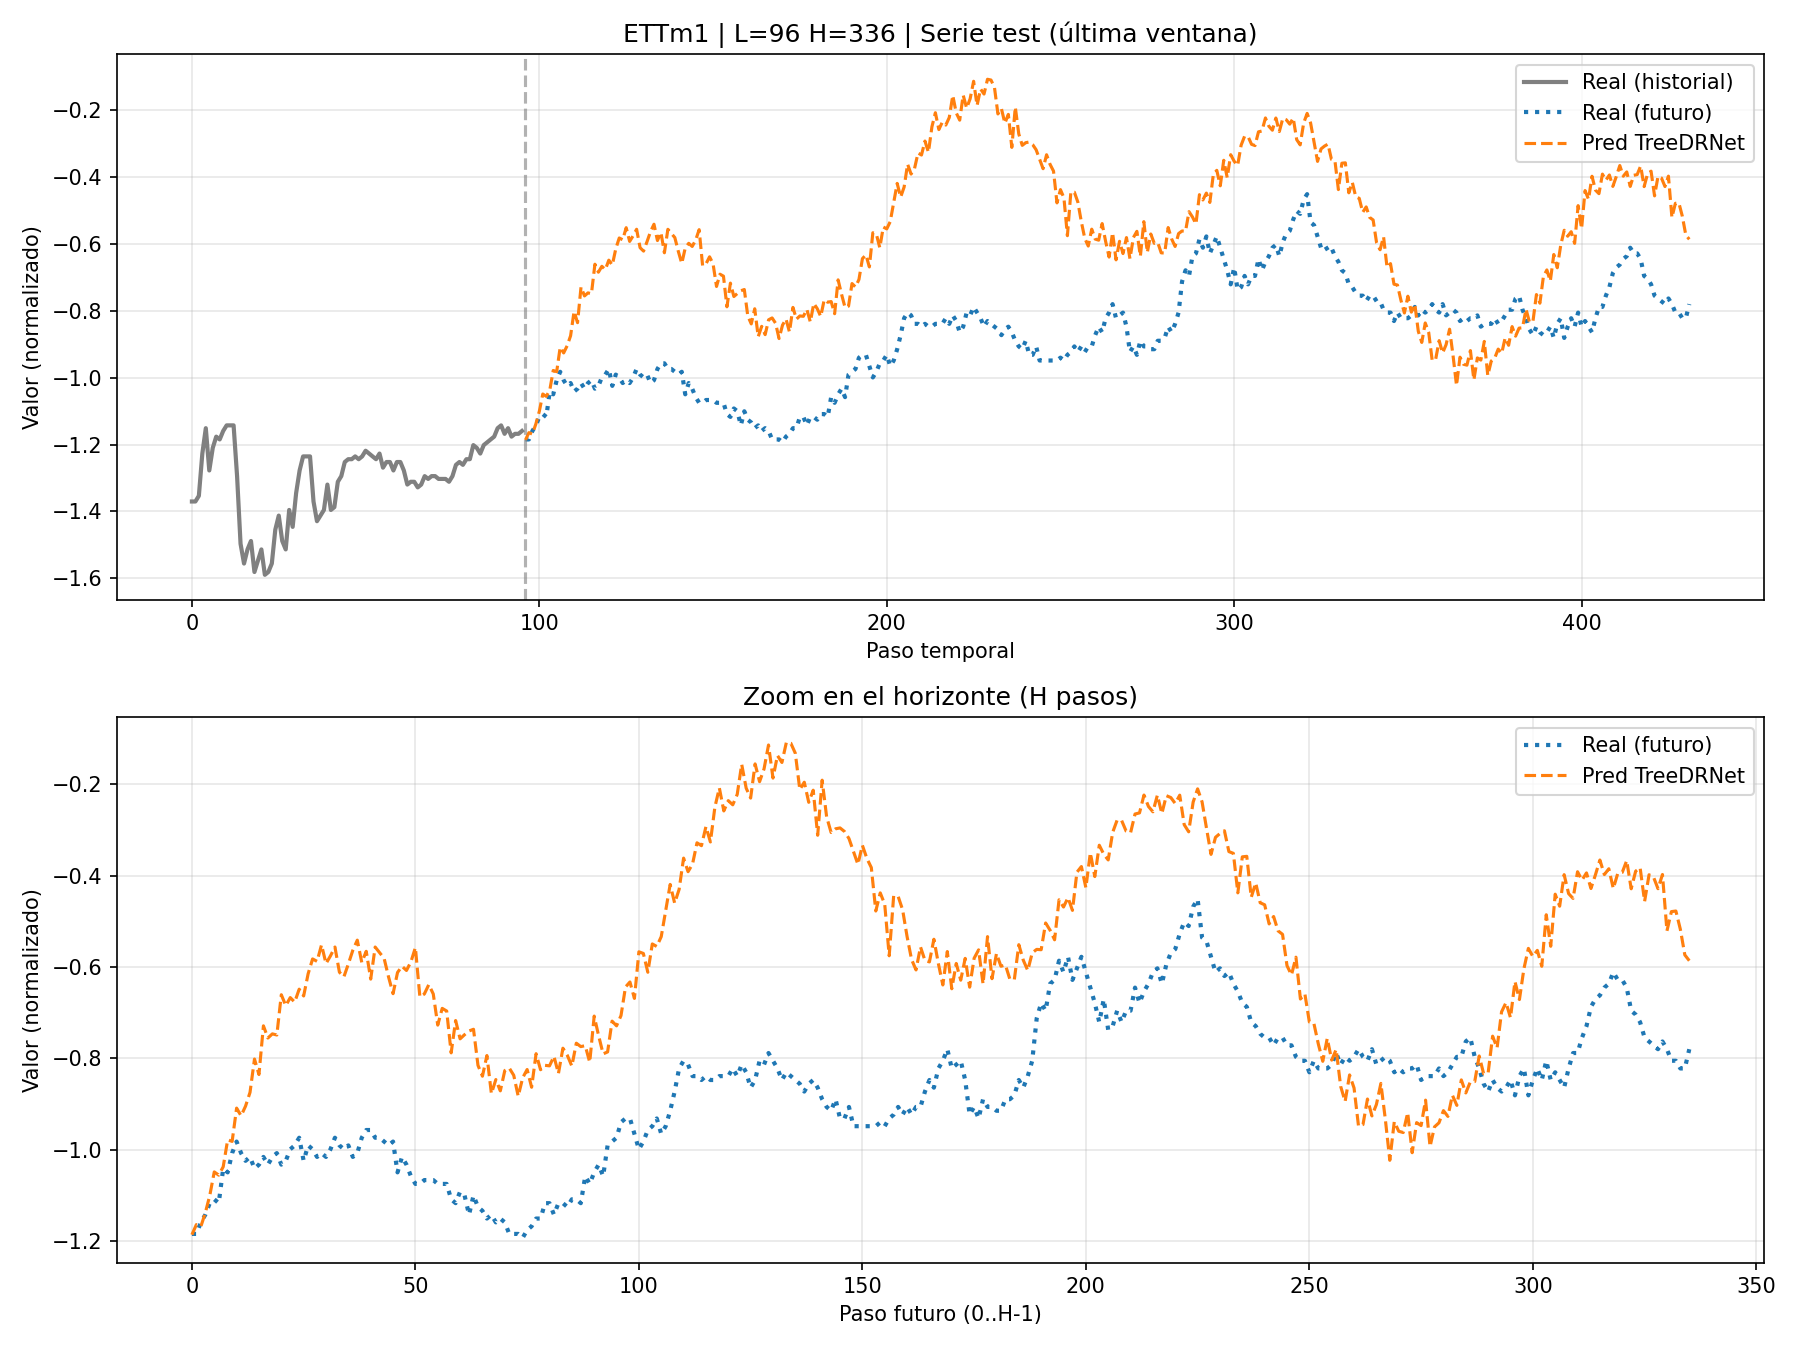 ETTm1 | L=96 H=336 | Serie test (última ventana)
Real (historial)
Real (futuro)
Pred TreeDRNet
Valor (normalizado)
−0.2
−0.4
−0.6
−0.8
−1.0
−1.2
−1.4
−1.6
0 100 200 300 400
Paso temporal
Zoom en el horizonte (H pasos)
Real (futuro)
Pred TreeDRNet
Valor (normalizado)
−0.2
−0.4
−0.6
−0.8
−1.0
−1.2
0 50 100 150 200 250 300 350
Paso futuro (0..H-1)